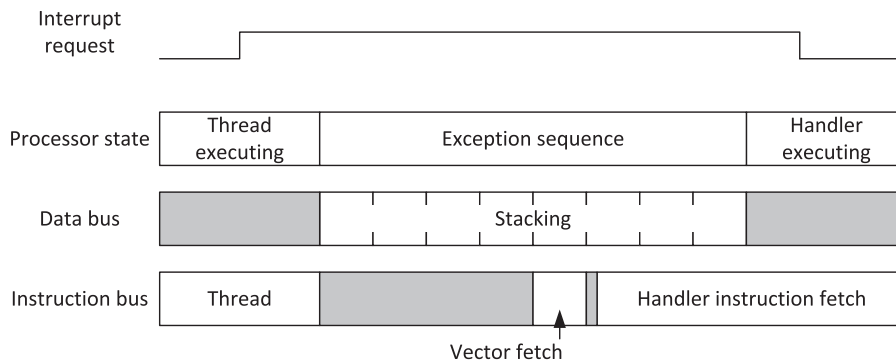 Interrupt
request
Processor state
Thread
executing
Exception sequence
Handler
executing
Data bus
Stacking
Instruction bus
Thread
Handler instruction fetch
Vector fetch